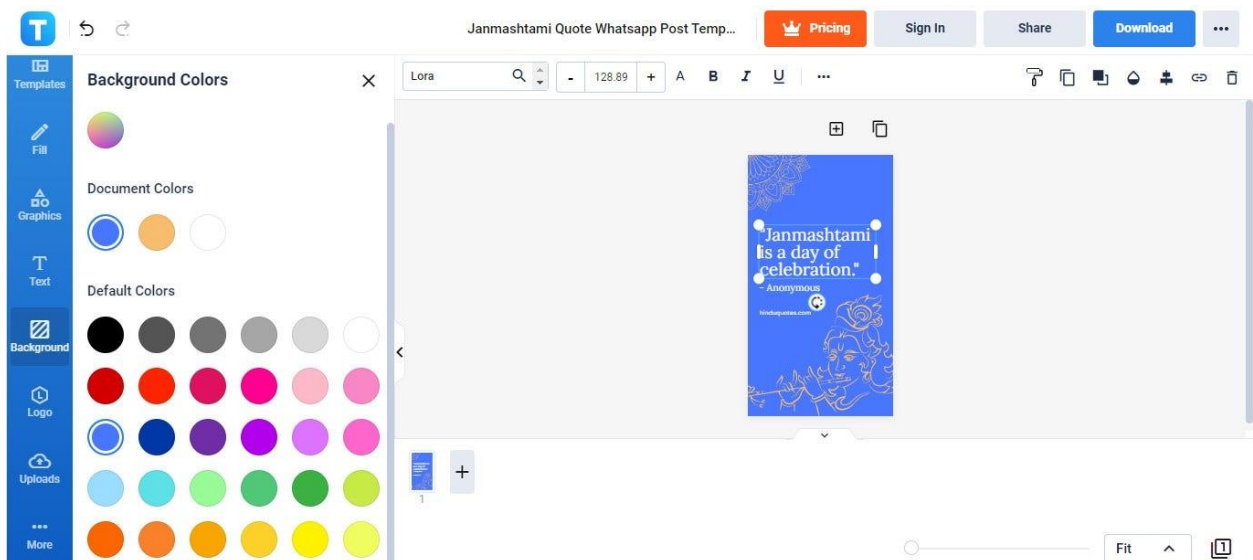 T
Janmashtami Quote Whatsapp Post Temp...
Pricing
Sign In
Share
Download
Templates
Fill
Graphics
Text
Background
Logo
Uploads
More
Background Colors
Document Colors
Default Colors
Lora
-
128.89
+
A
B
I
U
"Janmashtami
is a day of
celebration."
- Anonymous
hinduquotes.com
1
Fit
1